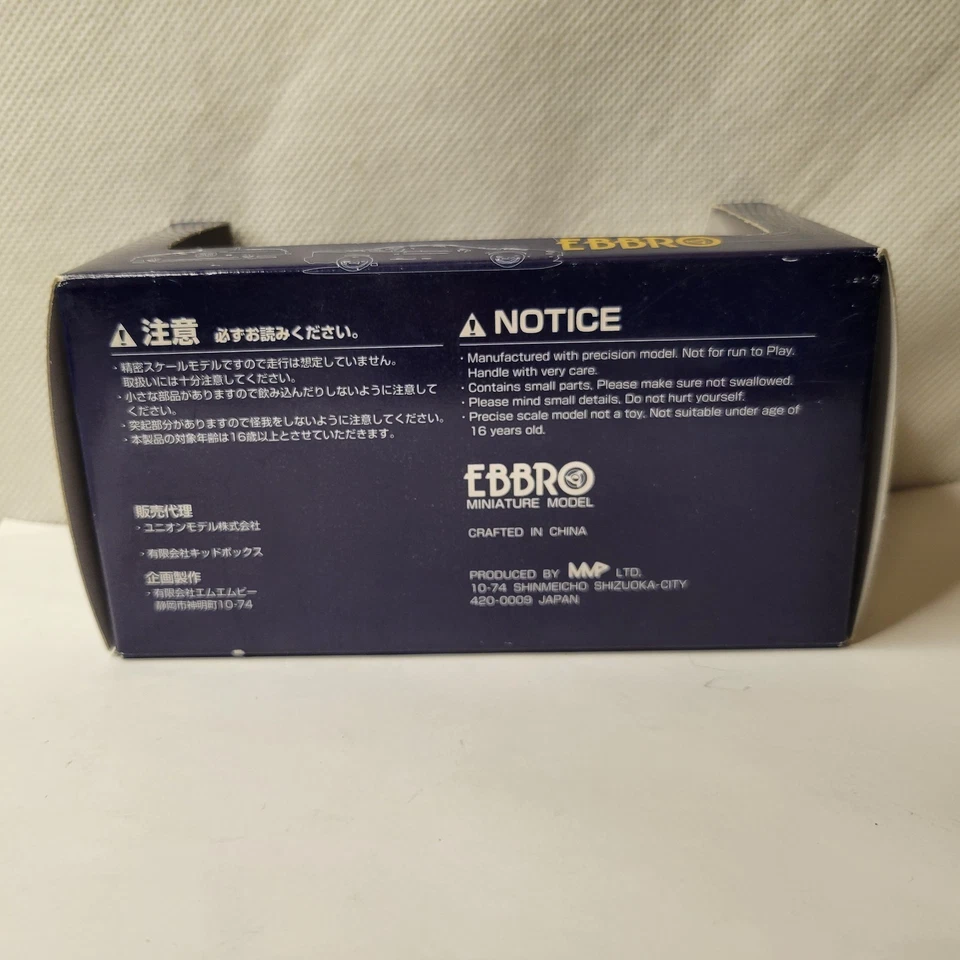 EBBRO
注意 必ずお読みください。
・精密スケールモデルですので走行は想定していません。
取扱いには十分注意してください。
・小さな部品がありますので飲み込んだりしないように注意して
ください。
・突起部分がありますので怪我をしないように注意してください。
・本製品の対象年齢は16歳以上とさせていただきます。
販売代理
・ユニオンモデル株式会社
・有限会社キッドボックス
企画製作
・有限会社エムエムピー
静岡市神明町10-74
NOTICE
・Manufactured with precision model. Not for run to Play.
Handle with very care.
・Contains small parts, Please make sure not swallowed.
・Please mind small details. Do not hurt yourself.
・Precise scale model not a toy. Not suitable under age of
16 years old.
EBBRO
MINIATURE MODEL
CRAFTED IN CHINA
PRODUCED BY MMP LTD.
10-74 SHINMEICHO SHIZUOKA-CITY
420-0009 JAPAN